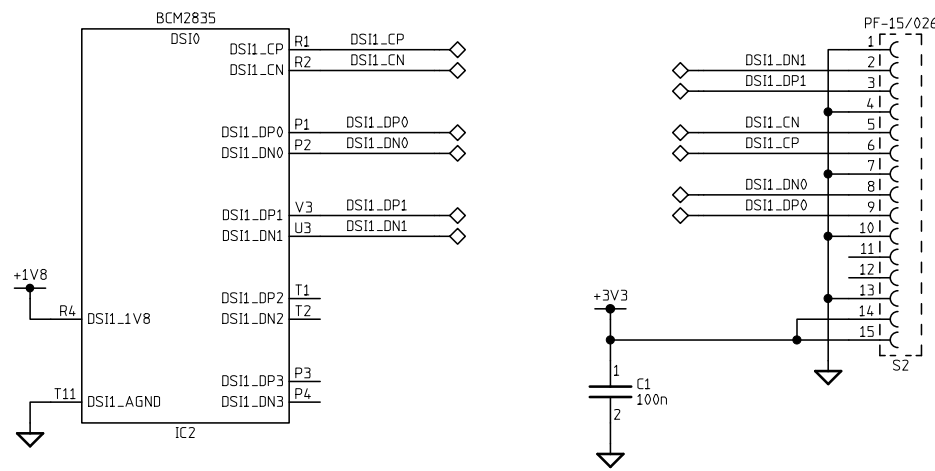 BCM2835
DSI0
DSI1_CP R1 DSI1_CP
DSI1_CN R2 DSI1_CN
DSI1_DP0 P1 DSI1_DP0
DSI1_DN0 P2 DSI1_DN0
DSI1_DP1 V3 DSI1_DP1
DSI1_DN1 U3 DSI1_DN1
+1V8
R4 DSI1_1V8
DSI1_DP2 T1
DSI1_DN2 T2
DSI1_DP3 P3
T11 DSI1_AGND
DSI1_DN3 P4
IC2
PF-15/026
1
DSI1_DN1 2
DSI1_DP1 3
4
DSI1_CN 5
DSI1_CP 6
7
DSI1_DN0 8
DSI1_DP0 9
10
11
12
13
14
15
S2
+3V3
1
C1
100n
2